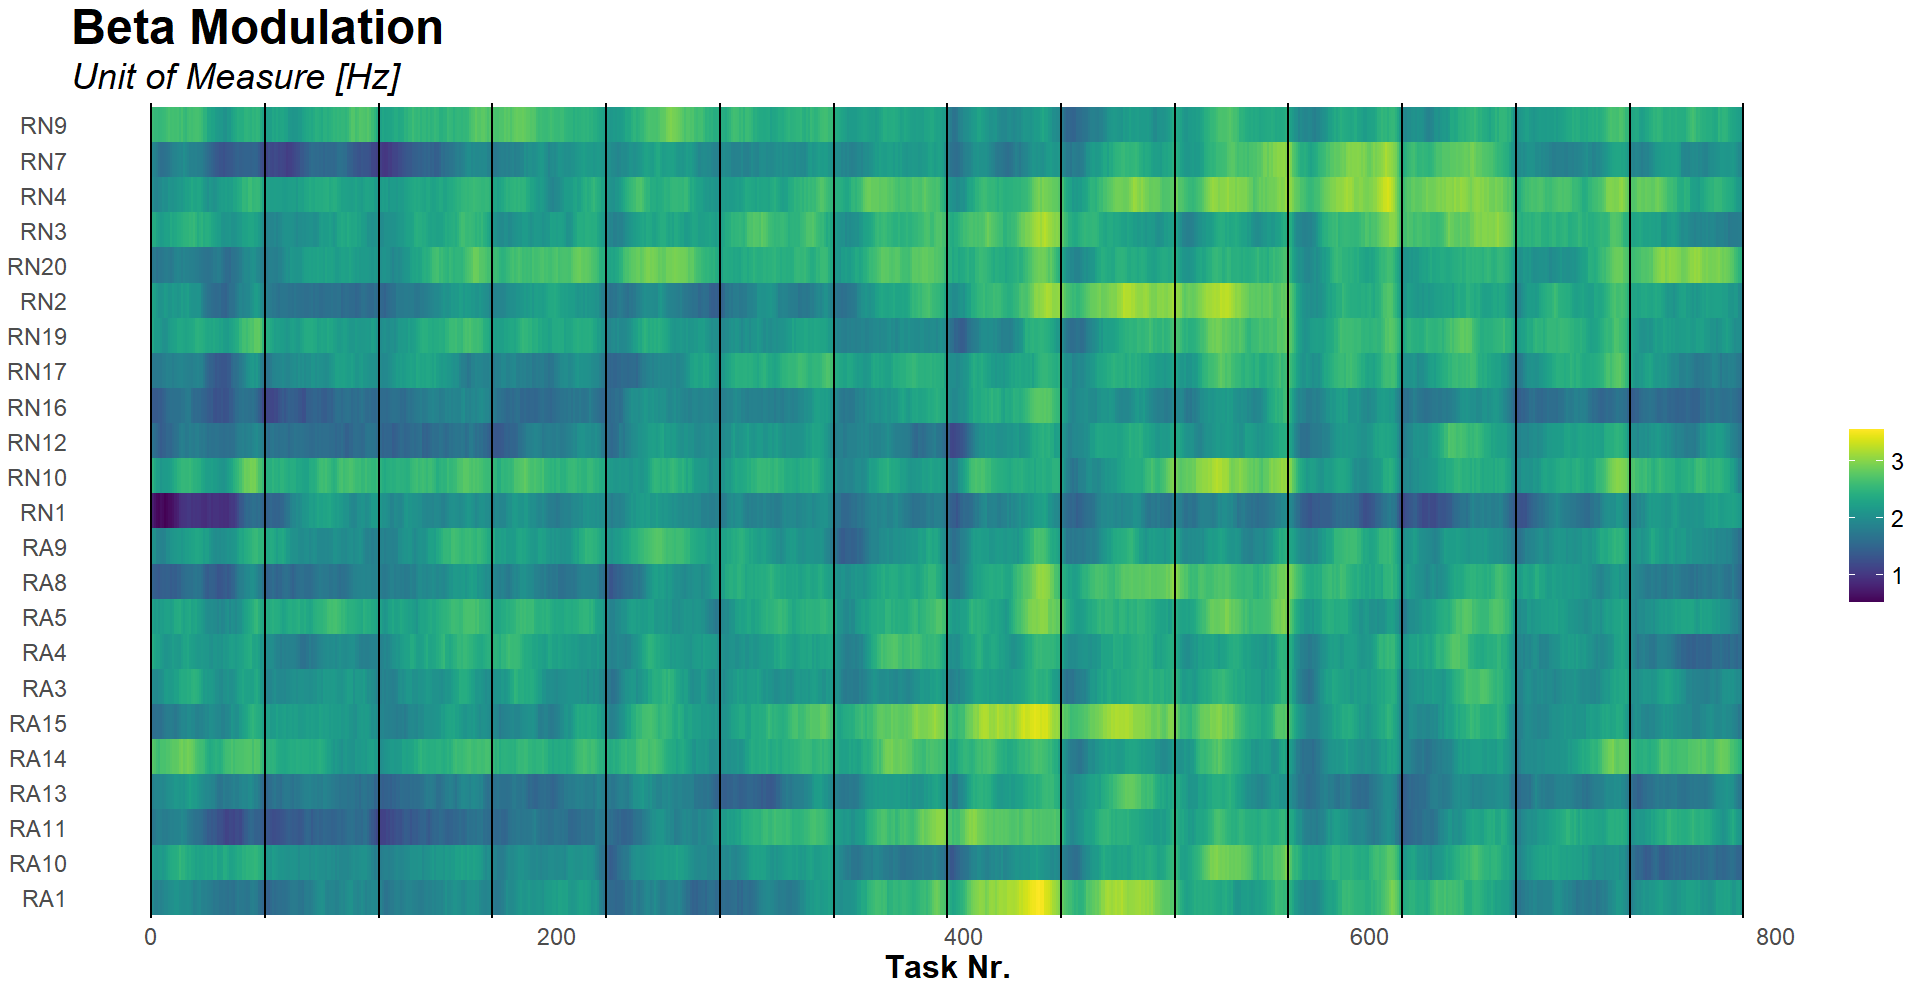 Beta Modulation
Unit of Measure [Hz]
RN9
RN7
RN4
RN3
RN20
RN2
RN19
RN17
RN16
RN12
RN10
RN1
RA9
RA8
RA5
RA4
RA3
RA15
RA14
RA13
RA11
RA10
RA1
3
2
1
0 200 400 600 800
Task Nr.